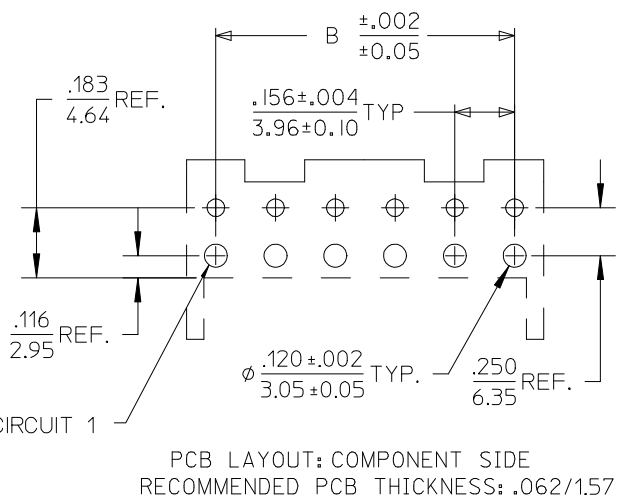 B ±.002
±0.05
.183
4.64 REF.
.156±.004
3.96±0.10 TYP
.116
2.95 REF.
ø .120±.002
3.05±0.05 TYP.
.250
6.35 REF.
CIRCUIT 1
PCB LAYOUT: COMPONENT SIDE
RECOMMENDED PCB THICKNESS: .062/1.57